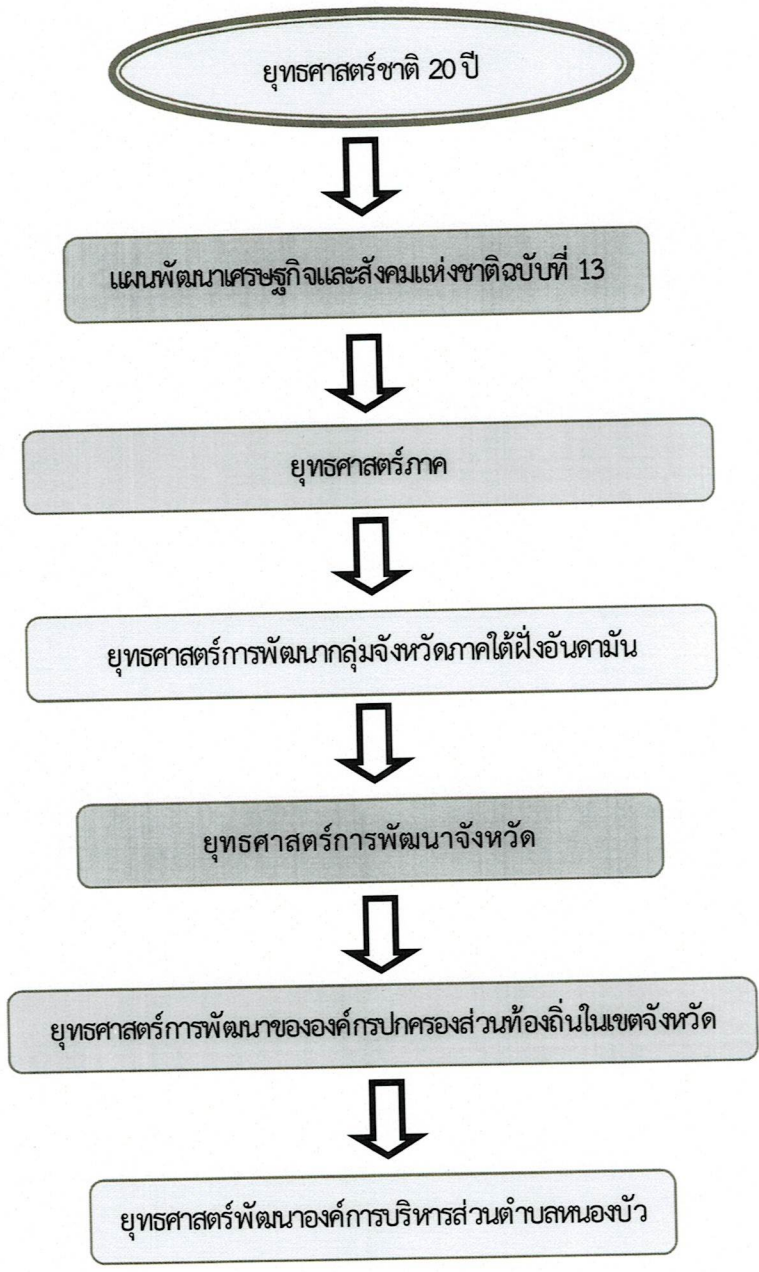 ยุทธศาสตร์ชาติ 20 ปี
แผนพัฒนาเศรษฐกิจและสังคมแห่งชาติฉบับที่ 13
ยุทธศาสตร์ภาค
ยุทธศาสตร์การพัฒนากลุ่มจังหวัดภาคใต้ฝั่งอันดามัน
ยุทธศาสตร์การพัฒนาจังหวัด
ยุทธศาสตร์การพัฒนาขององค์กรปกครองส่วนท้องถิ่นในเขตจังหวัด
ยุทธศาสตร์พัฒนาองค์การบริหารส่วนตำบลหนองบัว